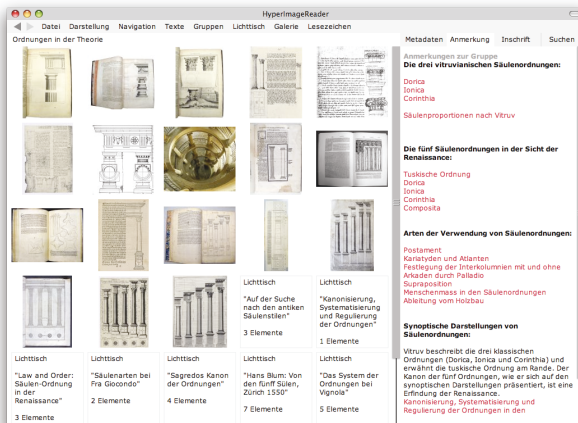 HyperImageReader
Datei Darstellung Navigation Texte Gruppen Lichttisch Galerie Lesezeichen
Ordnungen in der Theorie
Metadaten Anmerkung Inschrift Suchen
Anmerkungen zur Gruppe
Die drei vitruvianischen Säulenordnungen:
Dorica
Ionica
Corinthia
Säulenproportionen nach Vitruv
Die fünf Säulenordnungen in der Sicht der
Renaissance:
Tuskische Ordnung
Dorica
Ionica
Corinthia
Composita
Arten der Verwendung von Säulenordnungen:
Postament
Kariatyden und Atlanten
Festlegung der Interkolumnien mit und ohne
Arkaden durch Palladio
Supraposition
Menschenmass in den Säulenordnungen
Ableitung vom Holzbau
Synoptische Darstellungen von
Säulenordnungen:
Vitruv beschreibt die drei klassischen
Ordnungen (Dorica, Ionica und Corinthia) und
erwähnt die tuskische Ordnung am Rande. Der
Kanon der fünf Ordnungen, wie er sich auf den
synoptischen Darstellungen präsentiert, ist eine
Erfindung der Renaissance.
Kanonisierung, Systematisierung und
Regulierung der Ordnungen in den
Lichttisch
"Auf der Suche
nach den antiken
Säulenstilen"
3 Elemente
Lichttisch
"Kanonisierung,
Systematisierung
und Regulierung
der Ordnungen"
1 Elemente
Lichttisch
"Law and Order:
Säulen-Ordnung
in der
Renaissance"
3 Elemente
Lichttisch
"Säulenarten bei
Fra Giocondo"
2 Elemente
Lichttisch
"Sagredos Kanon
der Ordnungen"
4 Elemente
Lichttisch
"Hans Blum: Von
den fünff Sülen,
Zürich 1550"
7 Elemente
Lichttisch
"Das System der
Ordnungen bei
Vignola"
5 Elemente